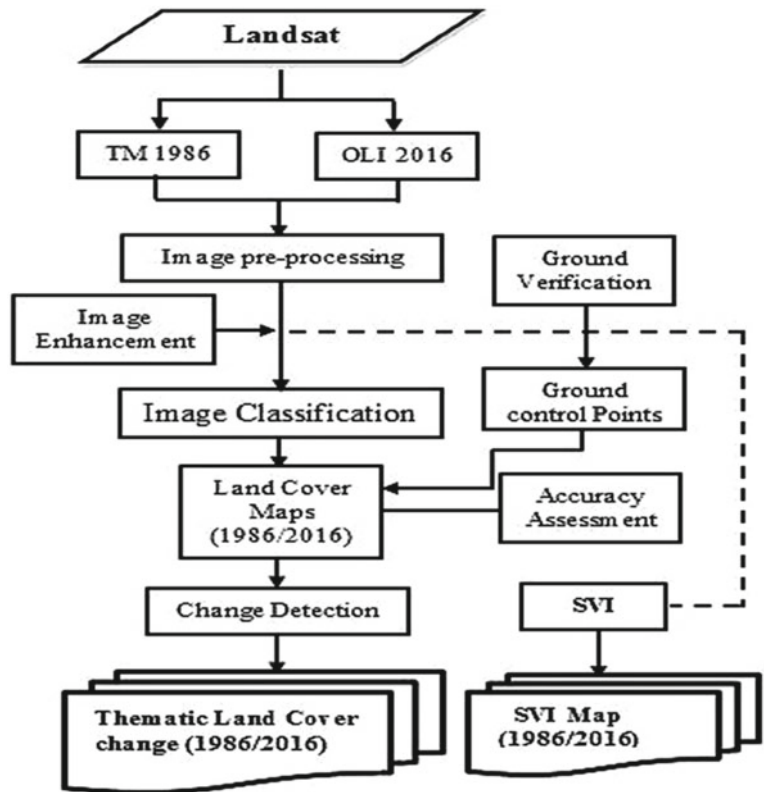 Landsat
TM 1986
OLI 2016
Image pre-processing
Ground
Verification
Image
Enhancement
Ground
control Points
Image Classification
Land Cover
Maps
(1986/2016)
Accuracy
Assessment
Change Detection
SVI
Thematic Land Cover
change (1986/2016)
SVI Map
(1986/2016)